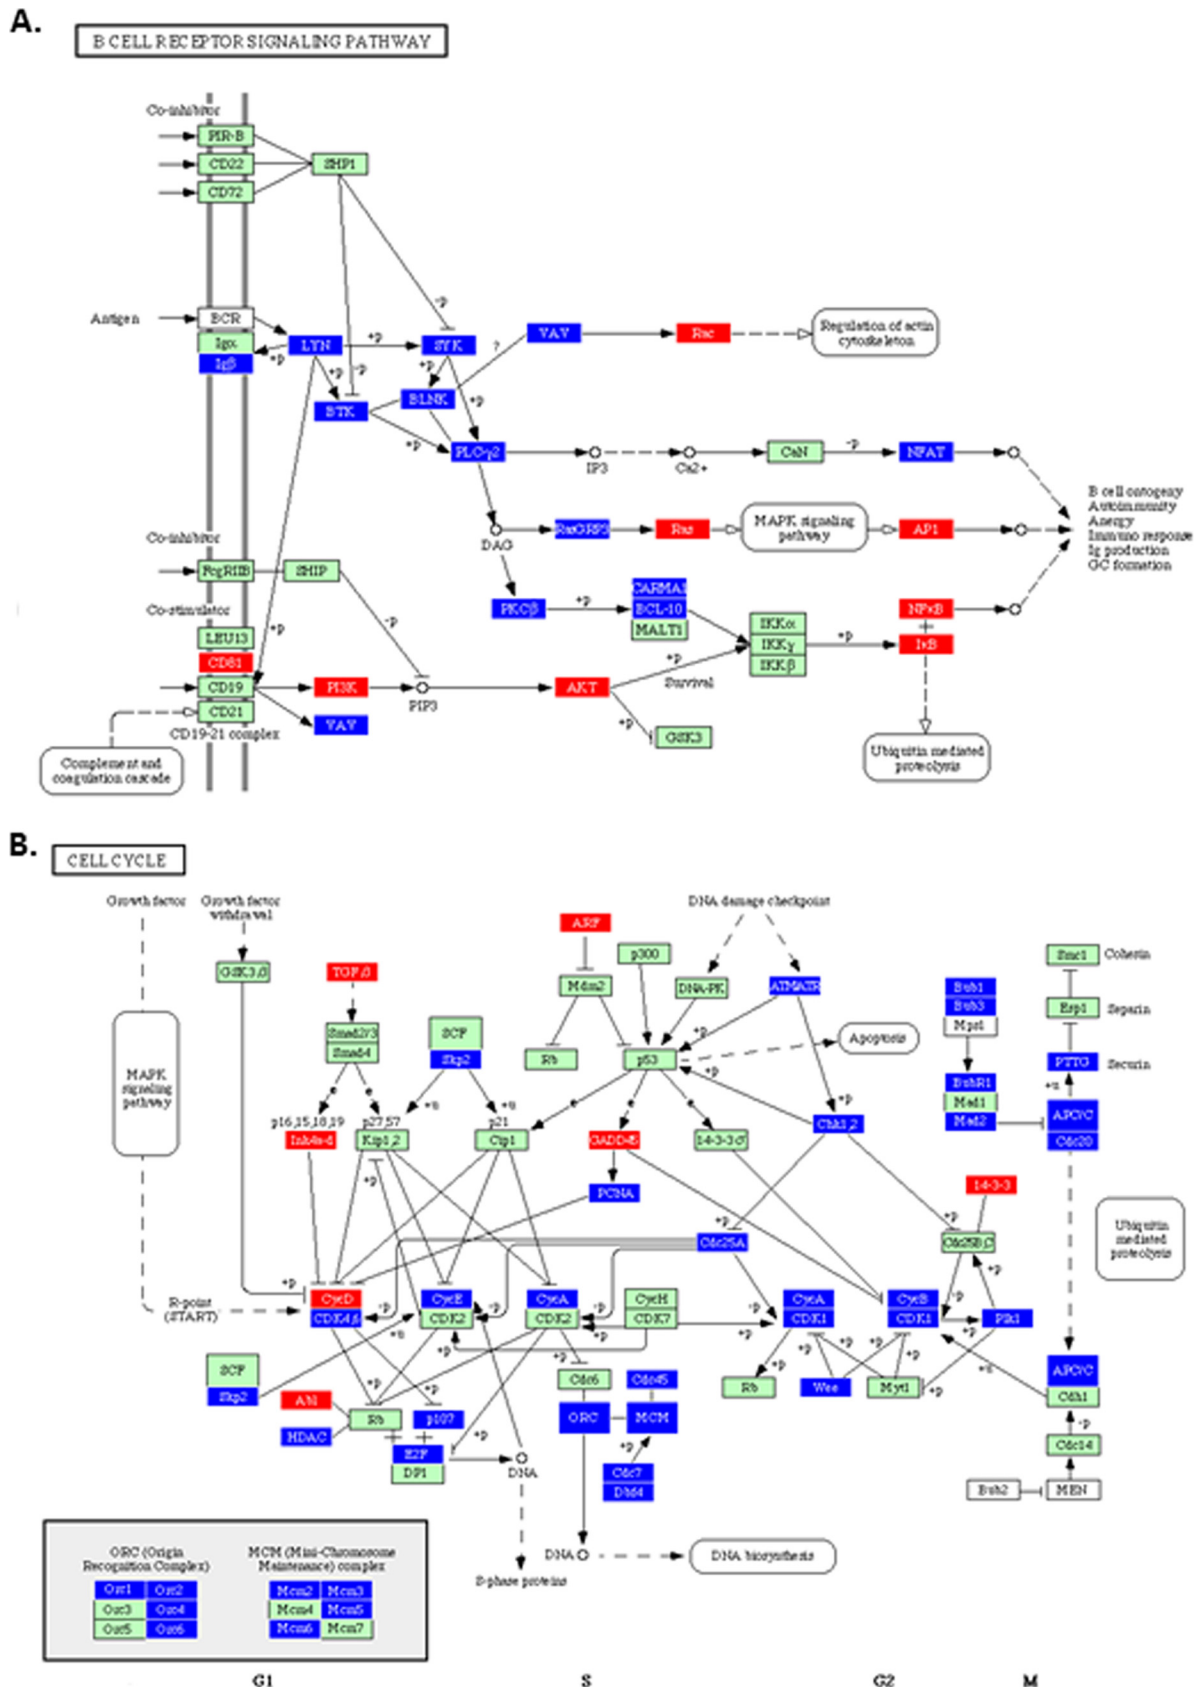 A.
B CELL RECEPTOR SIGNALING PATHWAY
Co-inhibitor
PIR-B
CD22
SHP1
CD72
-p
Antigen
BCR
Igα
Igβ
LYN
+p
SYK
?
VAV
Rac
Regulation of actin
cytoskeleton
+p
+p
-p
+p
BTK
BLNK
+p
+p
PLC-γ2
IP3
Ca2+
CaN
-p
NFAT
B cell ontogeny
Autoimmunity
Anergy
Immuno response
Ig production
GC formation
DAG
RasGRP3
Ras
MAPK signaling
pathway
AP1
Co-inhibitor
FcgRIIB
SHIP
-p
PKCβ
+p
CARMA1
BCL-10
MALT1
IKKα
IKKγ
IKKβ
+p
NFκB
IκB
Co-stimulator
+p
LEU13
CD81
CD19
CD21
CD19-21 complex
PI3K
PIP3
AKT
+p
Survival
+p
GSK3
VAV
Complement and
coagulation cascade
Ubiquitin mediated
proteolysis
B.
CELL CYCLE
Growth factor
Growth factor
withdrawal
DNA damage checkpoint
ARF
p300
Smc1
Cohesin
GSK3β
TGFβ
Mdm2
DNA-PK
ATMATR
Bub1
Bub3
Mps1
Esp1
Separin
Smad2/3
Smad4
SCF
Skp2
Rb
p53
+p
Apoptosis
PTTG
Securin
MAPK
signaling
pathway
e
e
+u
+u
e
e
e
+p
+p
BubR1
Mad1
Mad2
+u
APC/C
Cdc20
p16,15,18,19
p27,57
p21
Ink4a-d
Kip1,2
Cip1
GADD45
14-3-3σ
Chk1,2
+p
PCNA
14-3-3
Ubiquitin
mediated
proteolysis
+p
Cdc25A
+p
Cdc25B,C
+p
R-point
(START)
CycD
CDK4,6
-p
CycE
CDK2
-p
CycA
CDK2
-p
CycH
CDK7
-p
CycA
CDK1
CycB
CDK1
-p
+p
Plk1
+u
+p
+p
+p
SCF
Skp2
+p
+p
+p
Cdc6
Cdc45
+p
Rb
+p
Wee
+p
Myt1
+p
+u
APC/C
Cdh1
Abl
HDAC
Rb
p107
E2F
DP1
+p
ORC
MCM
+p
Cdc7
Dbf4
-p
Cdc14
DNA
Bub2
MEN
ORC (Origin
Recognition Complex)
MCM (Mini-Chromosome
Maintenance) complex
Orc1 Orc2
Orc3 Orc4
Orc5 Orc6
Mcm2 Mcm3
Mcm4 Mcm5
Mcm6 Mcm7
S-phase proteins
DNA
DNA biosynthesis
G1
S
G2
M